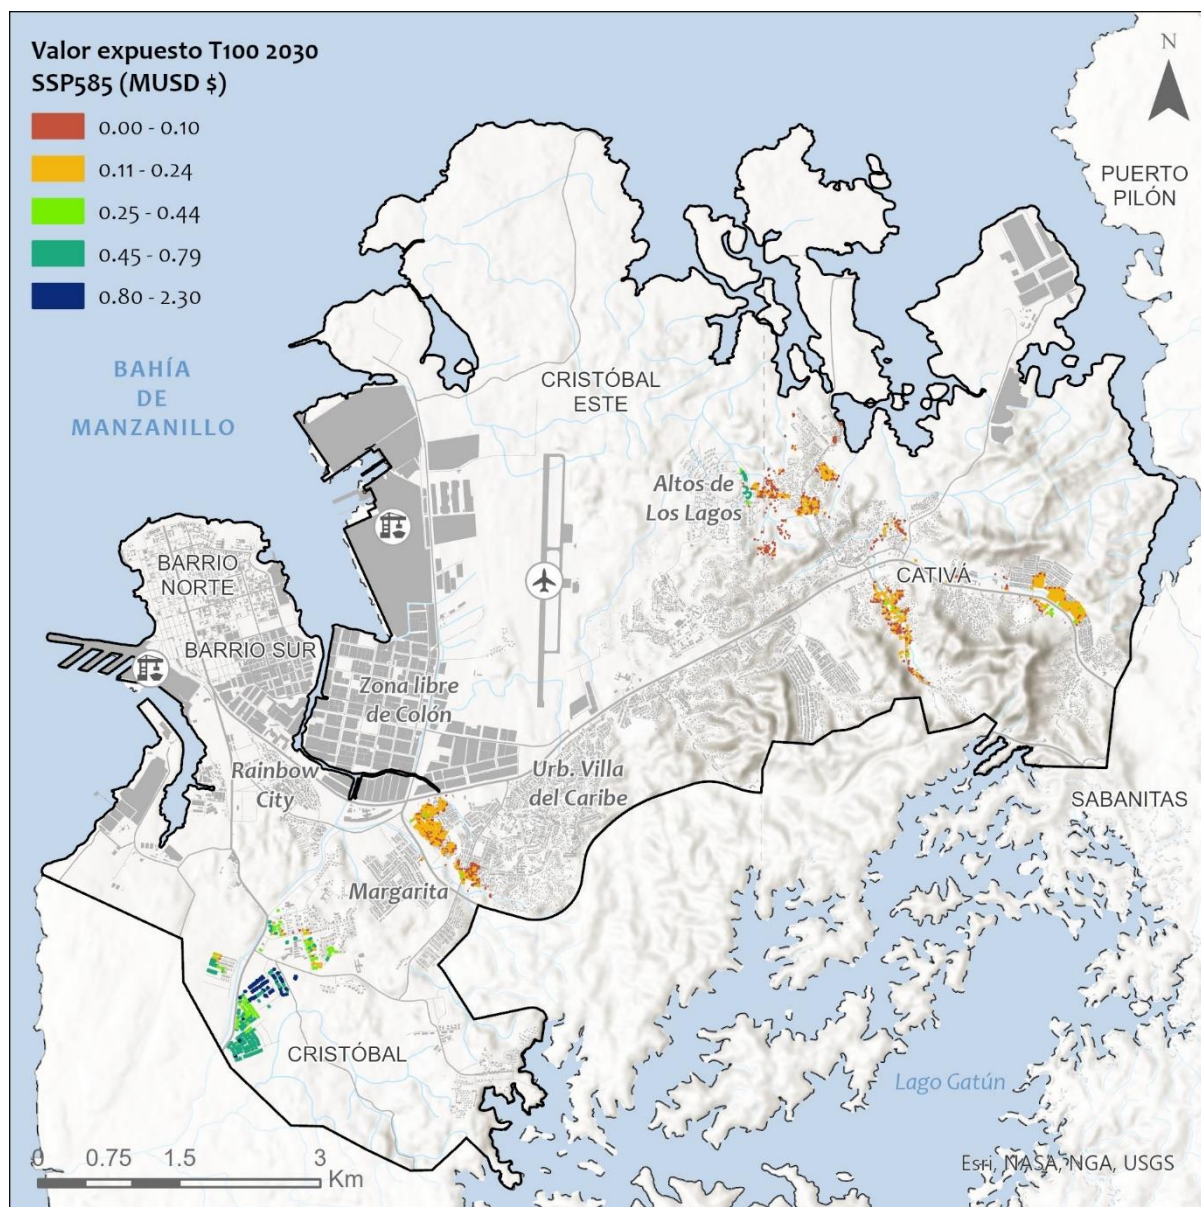 Valor expuesto T100 2030
SSP585 (MUSD $)
0.00 - 0.10
0.11 - 0.24
0.25 - 0.44
0.45 - 0.79
0.80 - 2.30
N
PUERTO
PILÓN
BAHÍA
DE
MANZANILLO
CRISTÓBAL
ESTE
Altos de
Los Lagos
BARRIO
NORTE
CATIVÁ
BARRIO SUR
Zona libre
de Colón
Rainbow
City
Urb. Villa
del Caribe
SABANITAS
Margarita
CRISTÓBAL
Lago Gatún
0 0.75 1.5 3
Km
Esri, NASA, NGA, USGS